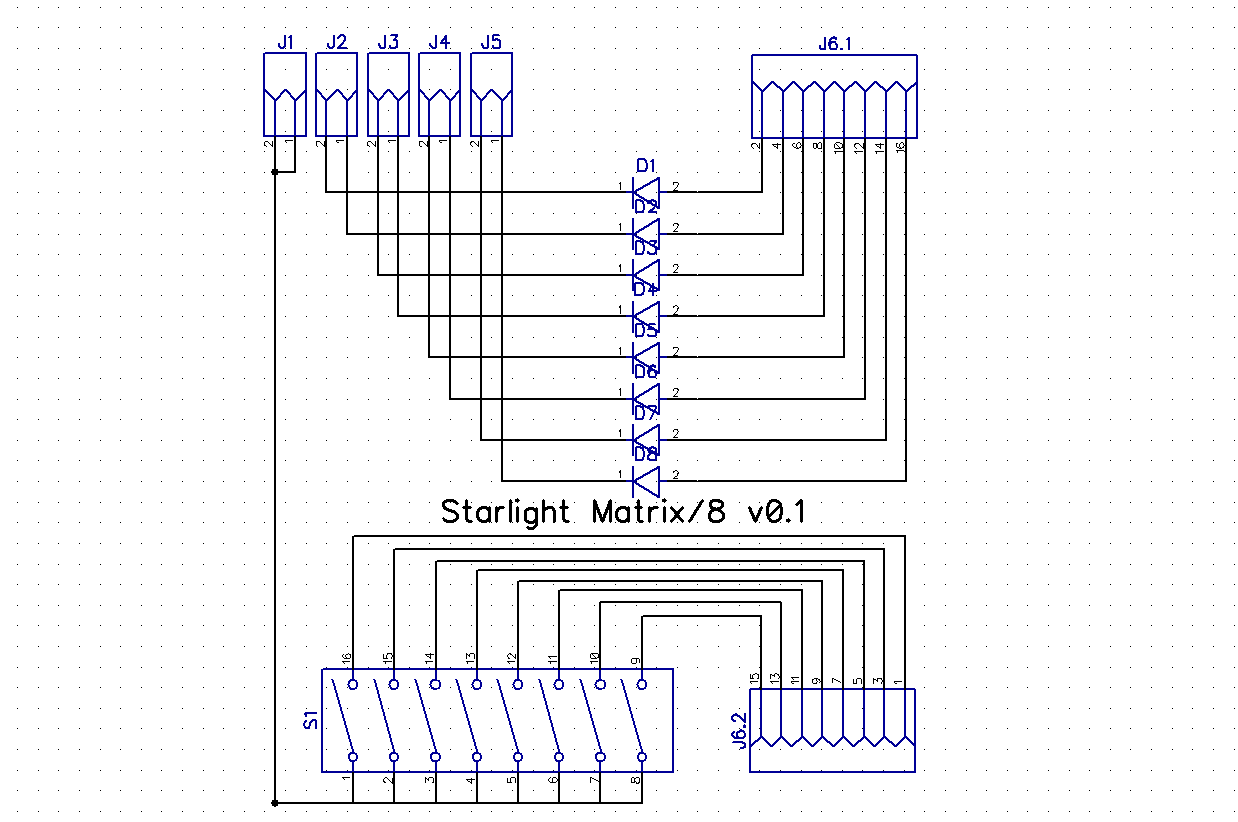 J1 J2 J3 J4 J5 J6.1
2 1 2 1 2 1 2 1 2 1 2 4 6 8 10 12 14 16
D1
1 2
D2
1 2
D3
1 2
D4
1 2
D5
1 2
D6
1 2
D7
1 2
D8
1 2
Starlight Matrix/8 v0.1
16 15 14 13 12 11 10 9
15 13 11 9 7 5 3 1
S1
J6.2
1 2 3 4 5 6 7 8